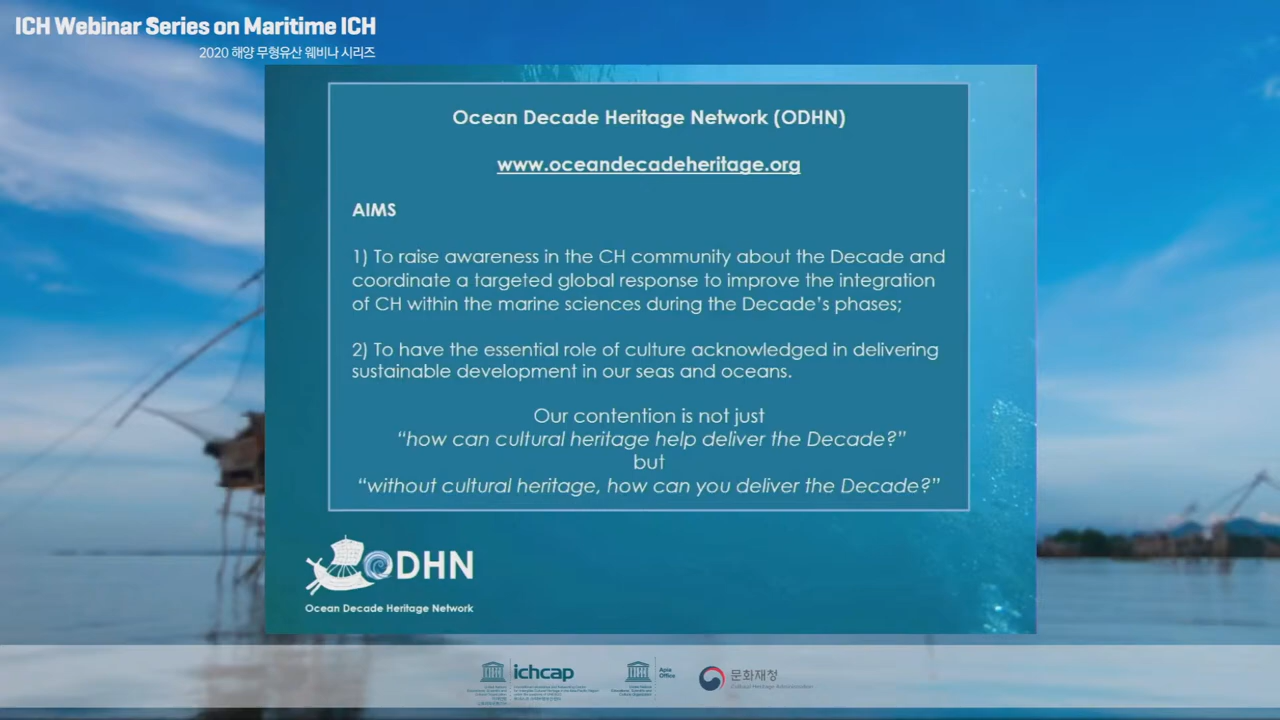 ICH Webinar Series on Maritime ICH
2020 해양 무형유산 웨비나 시리즈
Ocean Decade Heritage Network (ODHN)
www.oceandecadeheritage.org
AIMS
1) To raise awareness in the CH community about the Decade and
coordinate a targeted global response to improve the integration
of CH within the marine sciences during the Decade's phases;
2) To have the essential role of culture acknowledged in delivering
sustainable development in our seas and oceans.
Our contention is not just
“how can cultural heritage help deliver the Decade?”
but
“without cultural heritage, how can you deliver the Decade?”
ODHN
Ocean Decade Heritage Network
ichcap
Apia
Office
문화재청
Cultural Heritage Administration